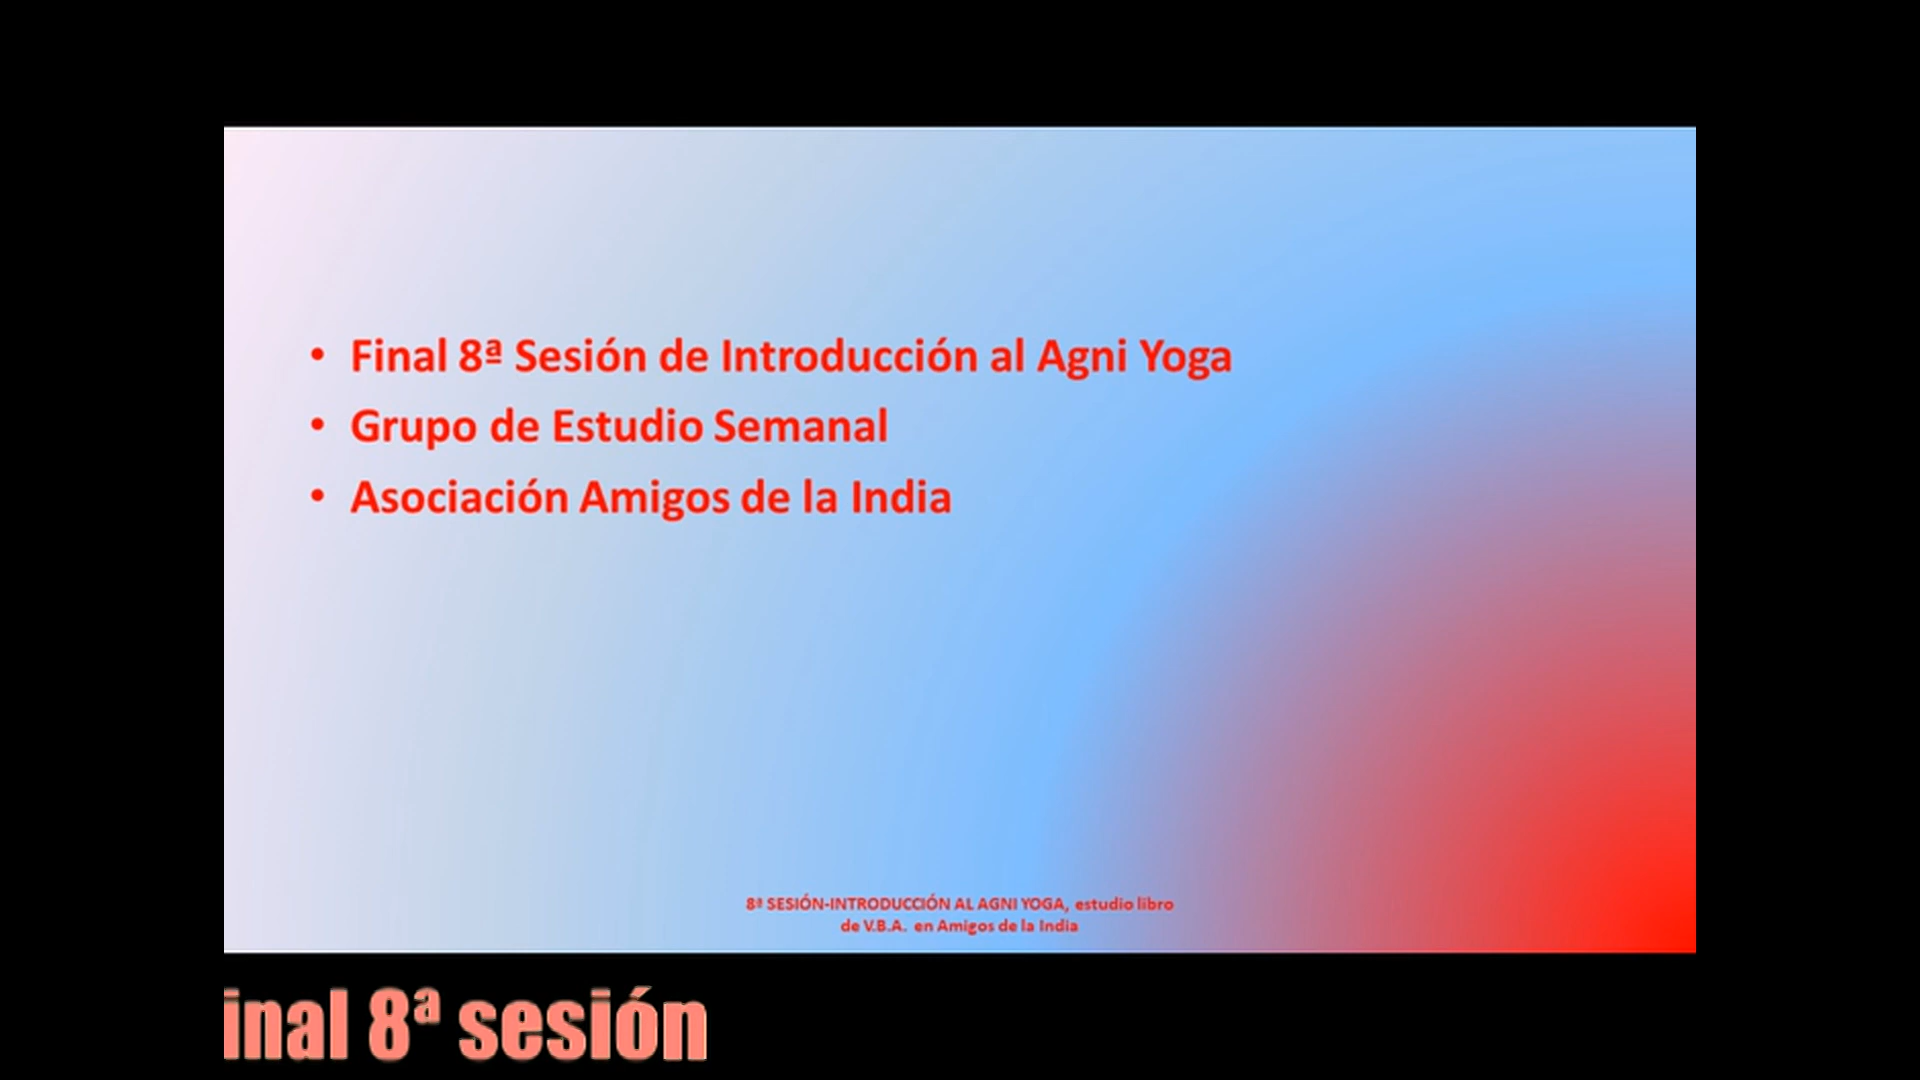 • Final 8ª Sesión de Introducción al Agni Yoga
• Grupo de Estudio Semanal
• Asociación Amigos de la India
8ª SESIÓN-INTRODUCCIÓN AL AGNI YOGA, estudio libro
de V.B.A. en Amigos de la India
inal 8ª sesión